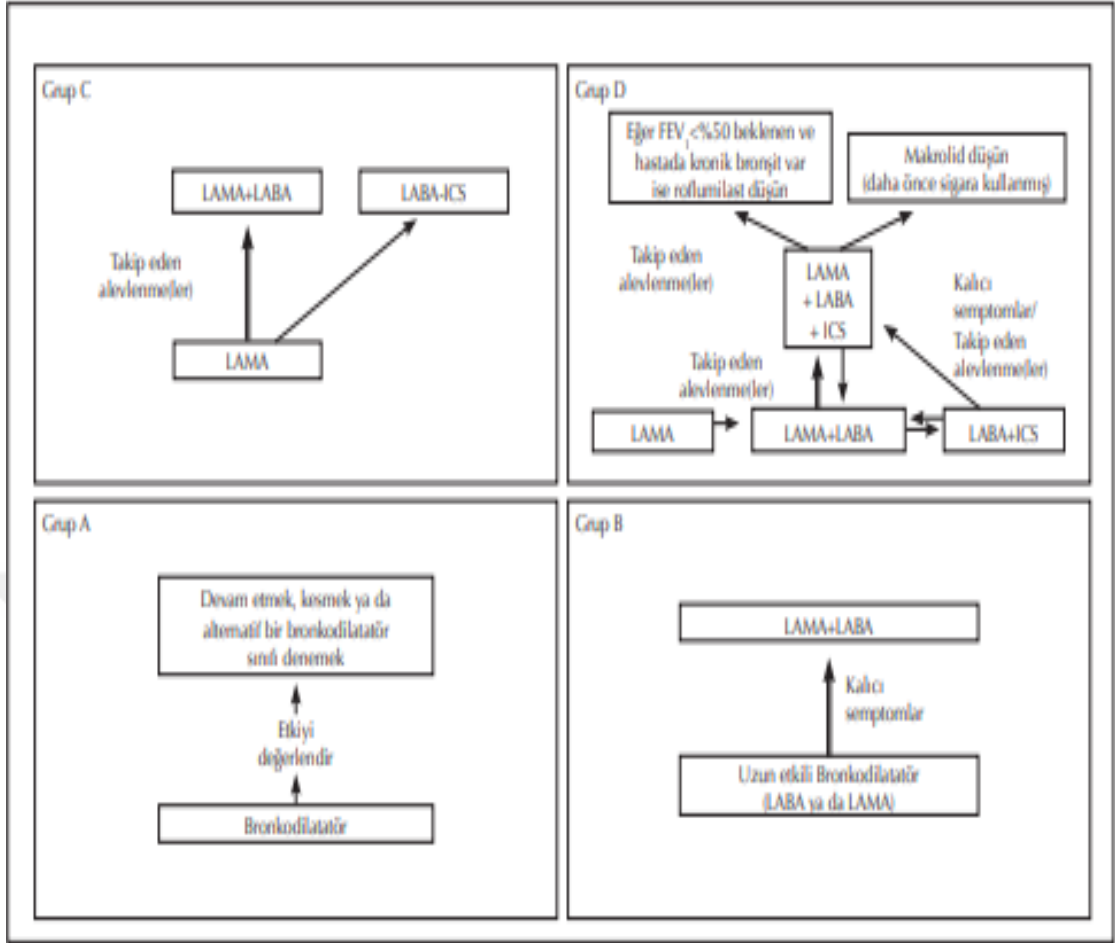 Grup C
LAMA+LABA
LABA-ICS
Takip eden
alevlenme(ler)
LAMA
Grup D
Eğer FEV1<%50 beklenen ve
hastada kronik bronşit var
ise roflumilast düşün
Makrolid düşün
(daha önce sigara kullanmış)
Takip eden
alevlenme(ler)
LAMA
+ LABA
+ ICS
Kalıcı
semptomlar/
Takip eden
alevlenme(ler)
Takip eden
alevlenme(ler)
LAMA
LAMA+LABA
LABA+ICS
Grup A
Devam etmek, kesmek ya da
alternatif bir bronkodilatatör
sınıfı denemek
Etkiyi
değerlendir
Bronkodilatatör
Grup B
LAMA+LABA
Kalıcı
semptomlar
Uzun etkili Bronkodilatatör
(LABA ya da LAMA)